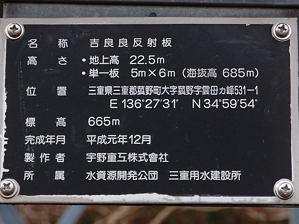 名　称　吉良良反射板
高　さ　・地上高 22.5m
・単一板 5m×6m (海抜高 685m)
位　置　三重県三重郡菰野町大字菰野字雲田ヵ峰531-1
E 136°27′31″ N 34°59′54″
標　高　665m
完成年月　平成元年12月
製作者　宇野重工株式会社
所　属　水資源開発公団 三重用水建設所